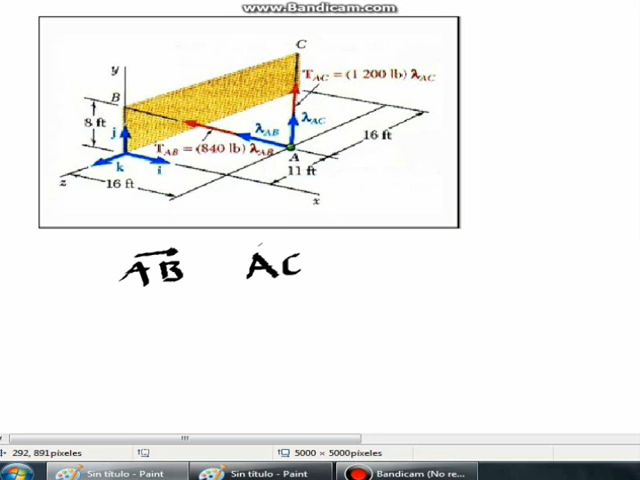 www.Bandicam.com
C
y
T_AC = (1 200 lb) λ_AC
B
8 ft
j
λ_AB
λ_AC
16 ft
T_AB = (840 lb) λ_AB
A
k
i
11 ft
z
16 ft
x
AB AC
292, 891píxeles 5000 × 5000píxeles
Sin título - Paint Sin título - Paint Bandicam (No re...